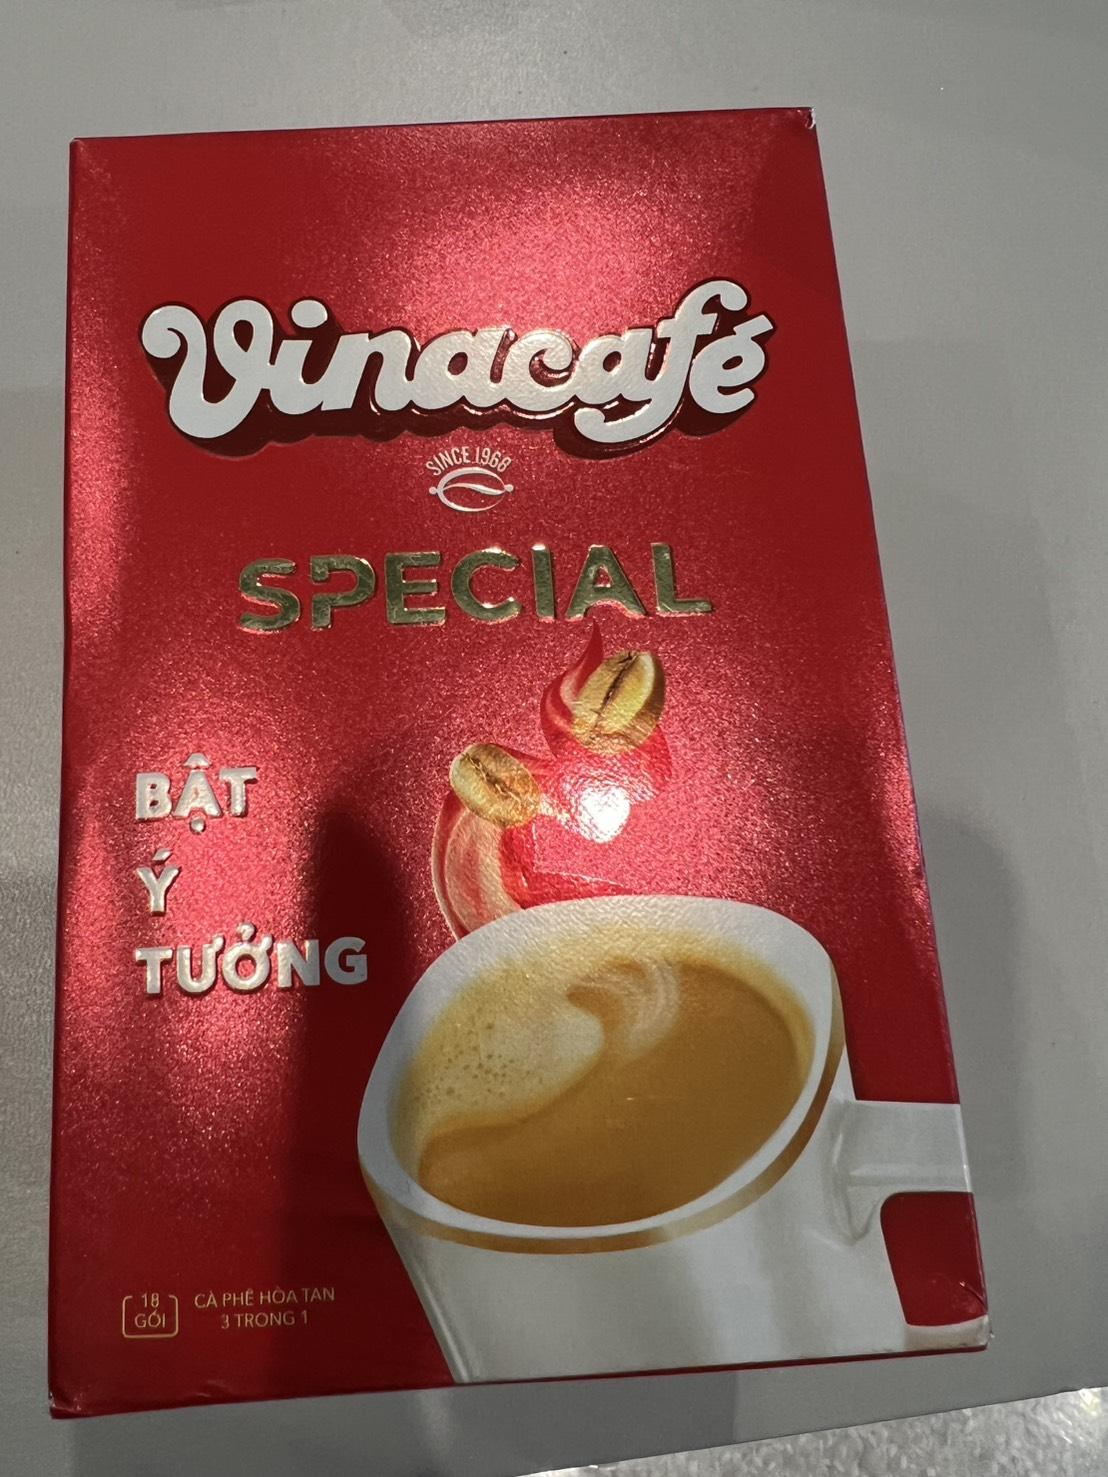 Vinacafé
SINCE 1968
SPECIAL
BẬT
Ý
TƯỞNG
18
GÓI
CÀ PHÊ HÒA TAN
3 TRONG 1